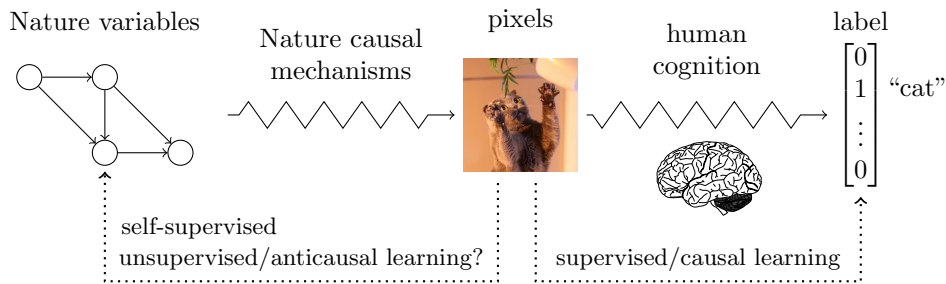 Nature variables
Nature causal
mechanisms
pixels
human
cognition
label
0
1
⋮
0
“cat”
self-supervised
unsupervised/anticausal learning?
supervised/causal learning